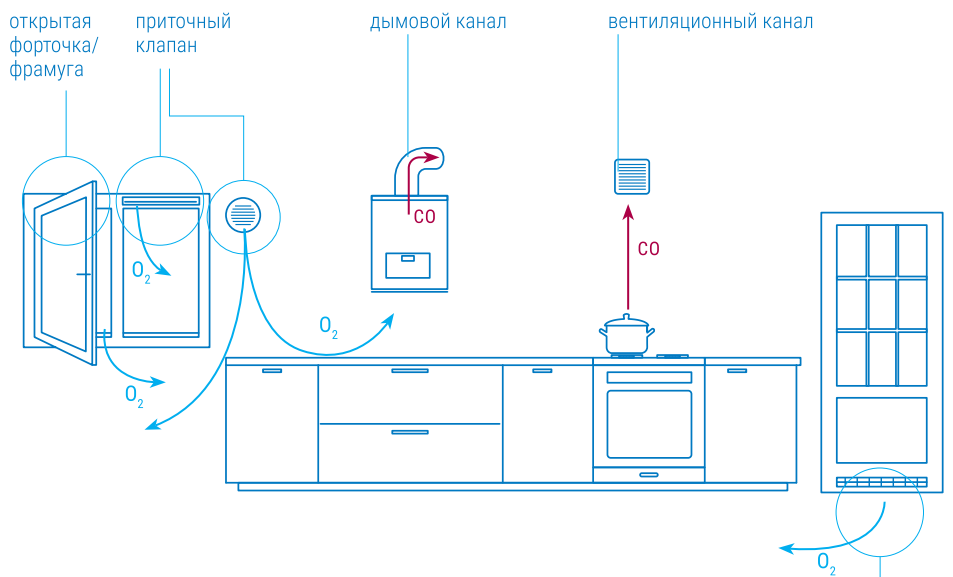 открытая
форточка/
фрамуга
приточный
клапан
дымовой канал
вентиляционный канал
CO
CO
O₂
O₂
O₂
O₂